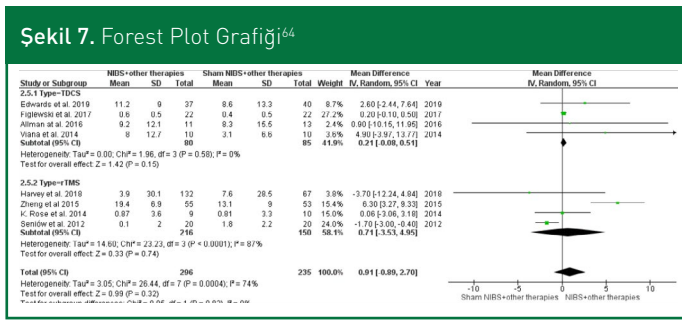 Şekil 7. Forest Plot Grafiği64
NIBS+other therapies Sham NIBS+other therapies Mean Difference Mean Difference
Study or Subgroup Mean SD Total Mean SD Total Weight IV, Random, 95% CI Year IV, Random, 95% CI
2.5.1 Type-TDCS
Edwards et al. 2019 11.2 9 37 8.6 13.3 40 8.7% 2.60 [-2.44, 7.64] 2019
Figlewski et al. 2017 0.6 0.5 22 0.4 0.5 22 27.2% 0.20 [-0.10, 0.50] 2017
Allman at al. 2016 9.2 12.1 11 8.3 15.5 13 2.4% 0.90 [-10.15, 11.95] 2016
Viana et al. 2014 8 12.7 10 3.1 6.6 10 3.6% 4.90 [-3.97, 13.77] 2014
Subtotal (95% CI) 80 85 41.9% 0.21 [-0.08, 0.51]
Heterogeneity: Tau² = 0.00; Chi² = 1.96, df = 3 (P = 0.58); I² = 0%
Test for overall effect: Z = 1.42 (P = 0.15)
2.5.2 Type-rTMS
Harvey et al. 2018 3.9 30.1 132 7.6 28.5 67 3.8% -3.70 [-12.24, 4.84] 2018
Zheng et al 2015 19.4 6.9 55 13.1 9 53 13.1% 6.30 [3.27, 9.33] 2015
K. Rose et al. 2014 0.87 3.6 9 0.81 3.3 10 13.0% 0.06 [-3.06, 3.18] 2014
Seniów et al. 2012 0.1 2 20 1.8 2.2 20 28.2% -1.70 [-3.00, -0.40] 2012
Subtotal (95% CI) 216 150 58.1% 0.71 [-3.53, 4.95]
Heterogeneity: Tau² = 14.60; Chi² = 23.23, df = 3 (P < 0.0001); I² = 87%
Test for overall effect: Z = 0.33 (P = 0.74)
Total (95% CI) 296 235 100.0% 0.91 [-0.89, 2.70]
Heterogeneity: Tau² = 3.05; Chi² = 26.44, df = 7 (P = 0.0004); I² = 74%
Test for overall effect: Z = 0.99 (P = 0.32)
-10 -5 0 5 10
Sham NIBS+other therapies NIBS+other therapies